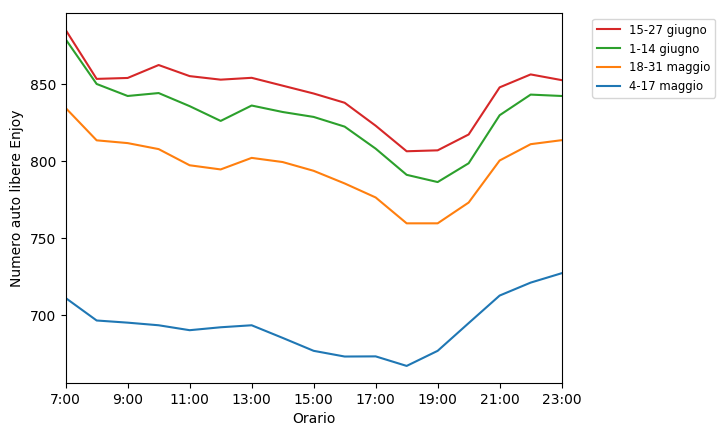 15-27 giugno
1-14 giugno
18-31 maggio
4-17 maggio
Numero auto libere Enjoy
850
800
750
700
7:00 9:00 11:00 13:00 15:00 17:00 19:00 21:00 23:00
Orario